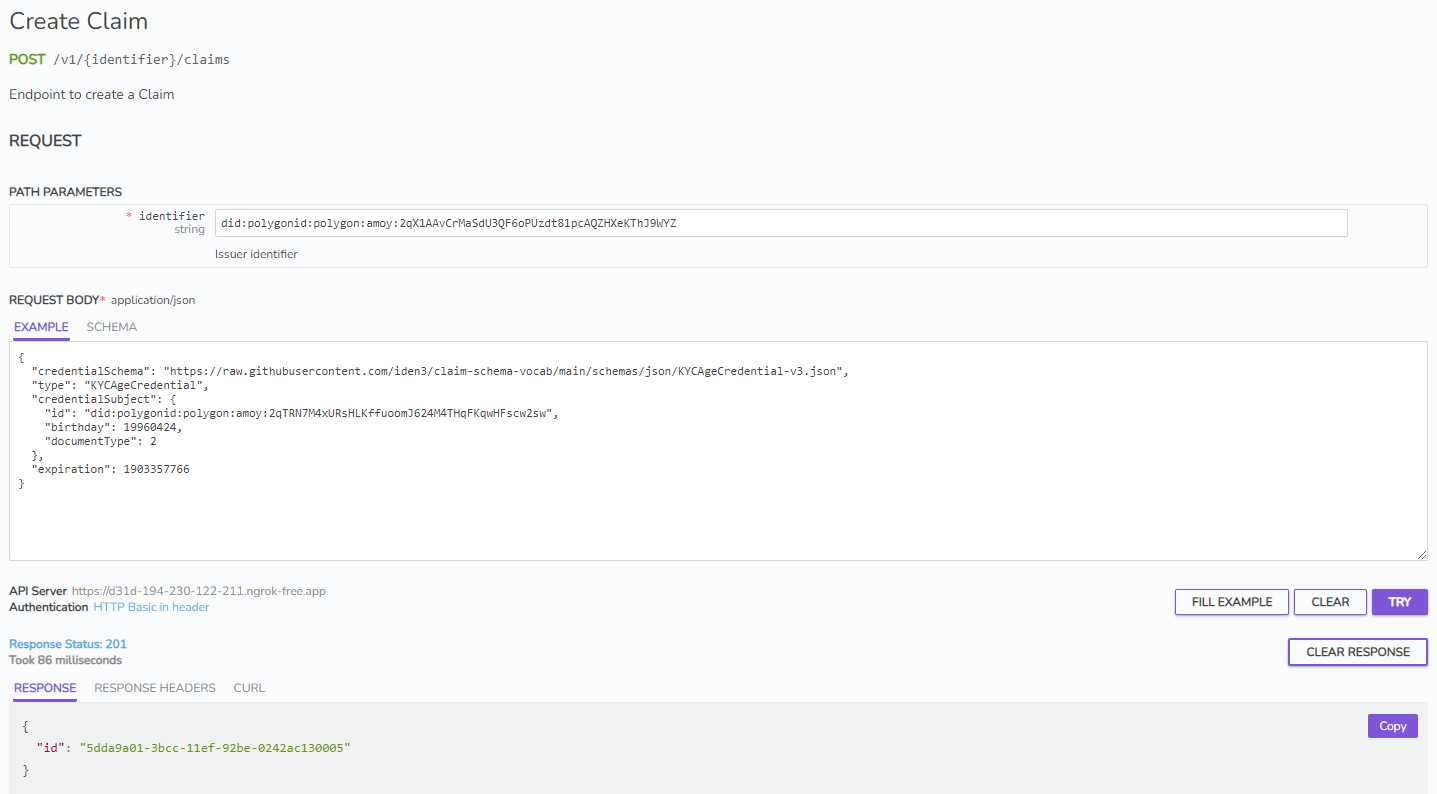 Create Claim
POST /v1/{identifier}/claims
Endpoint to create a Claim
REQUEST
PATH PARAMETERS
* identifier did:polygonid:polygon:amoy:2qX1AAvCrMaSdU3QF6oPUzdt81pcAQZHXeKThJ9WYZ
string
Issuer identifier
REQUEST BODY* application/json
EXAMPLE SCHEMA
{
"credentialSchema": "https://raw.githubusercontent.com/iden3/claim-schema-vocab/main/schemas/json/KYCAgeCredential-v3.json",
"type": "KYCAgeCredential",
"credentialSubject": {
"id": "did:polygonid:polygon:amoy:2qTRN7M4xURsHLKffuoomJ624M4THqFKqwHFscw2sw",
"birthday": 19960424,
"documentType": 2
},
"expiration": 1903357766
}
API Server https://d31d-194-230-122-211.ngrok-free.app
Authentication HTTP Basic in header
FILL EXAMPLE CLEAR TRY
Response Status: 201
Took 86 milliseconds
CLEAR RESPONSE
RESPONSE RESPONSE HEADERS CURL
{
"id": "5dda9a01-3bcc-11ef-92be-0242ac130005"
}
Copy